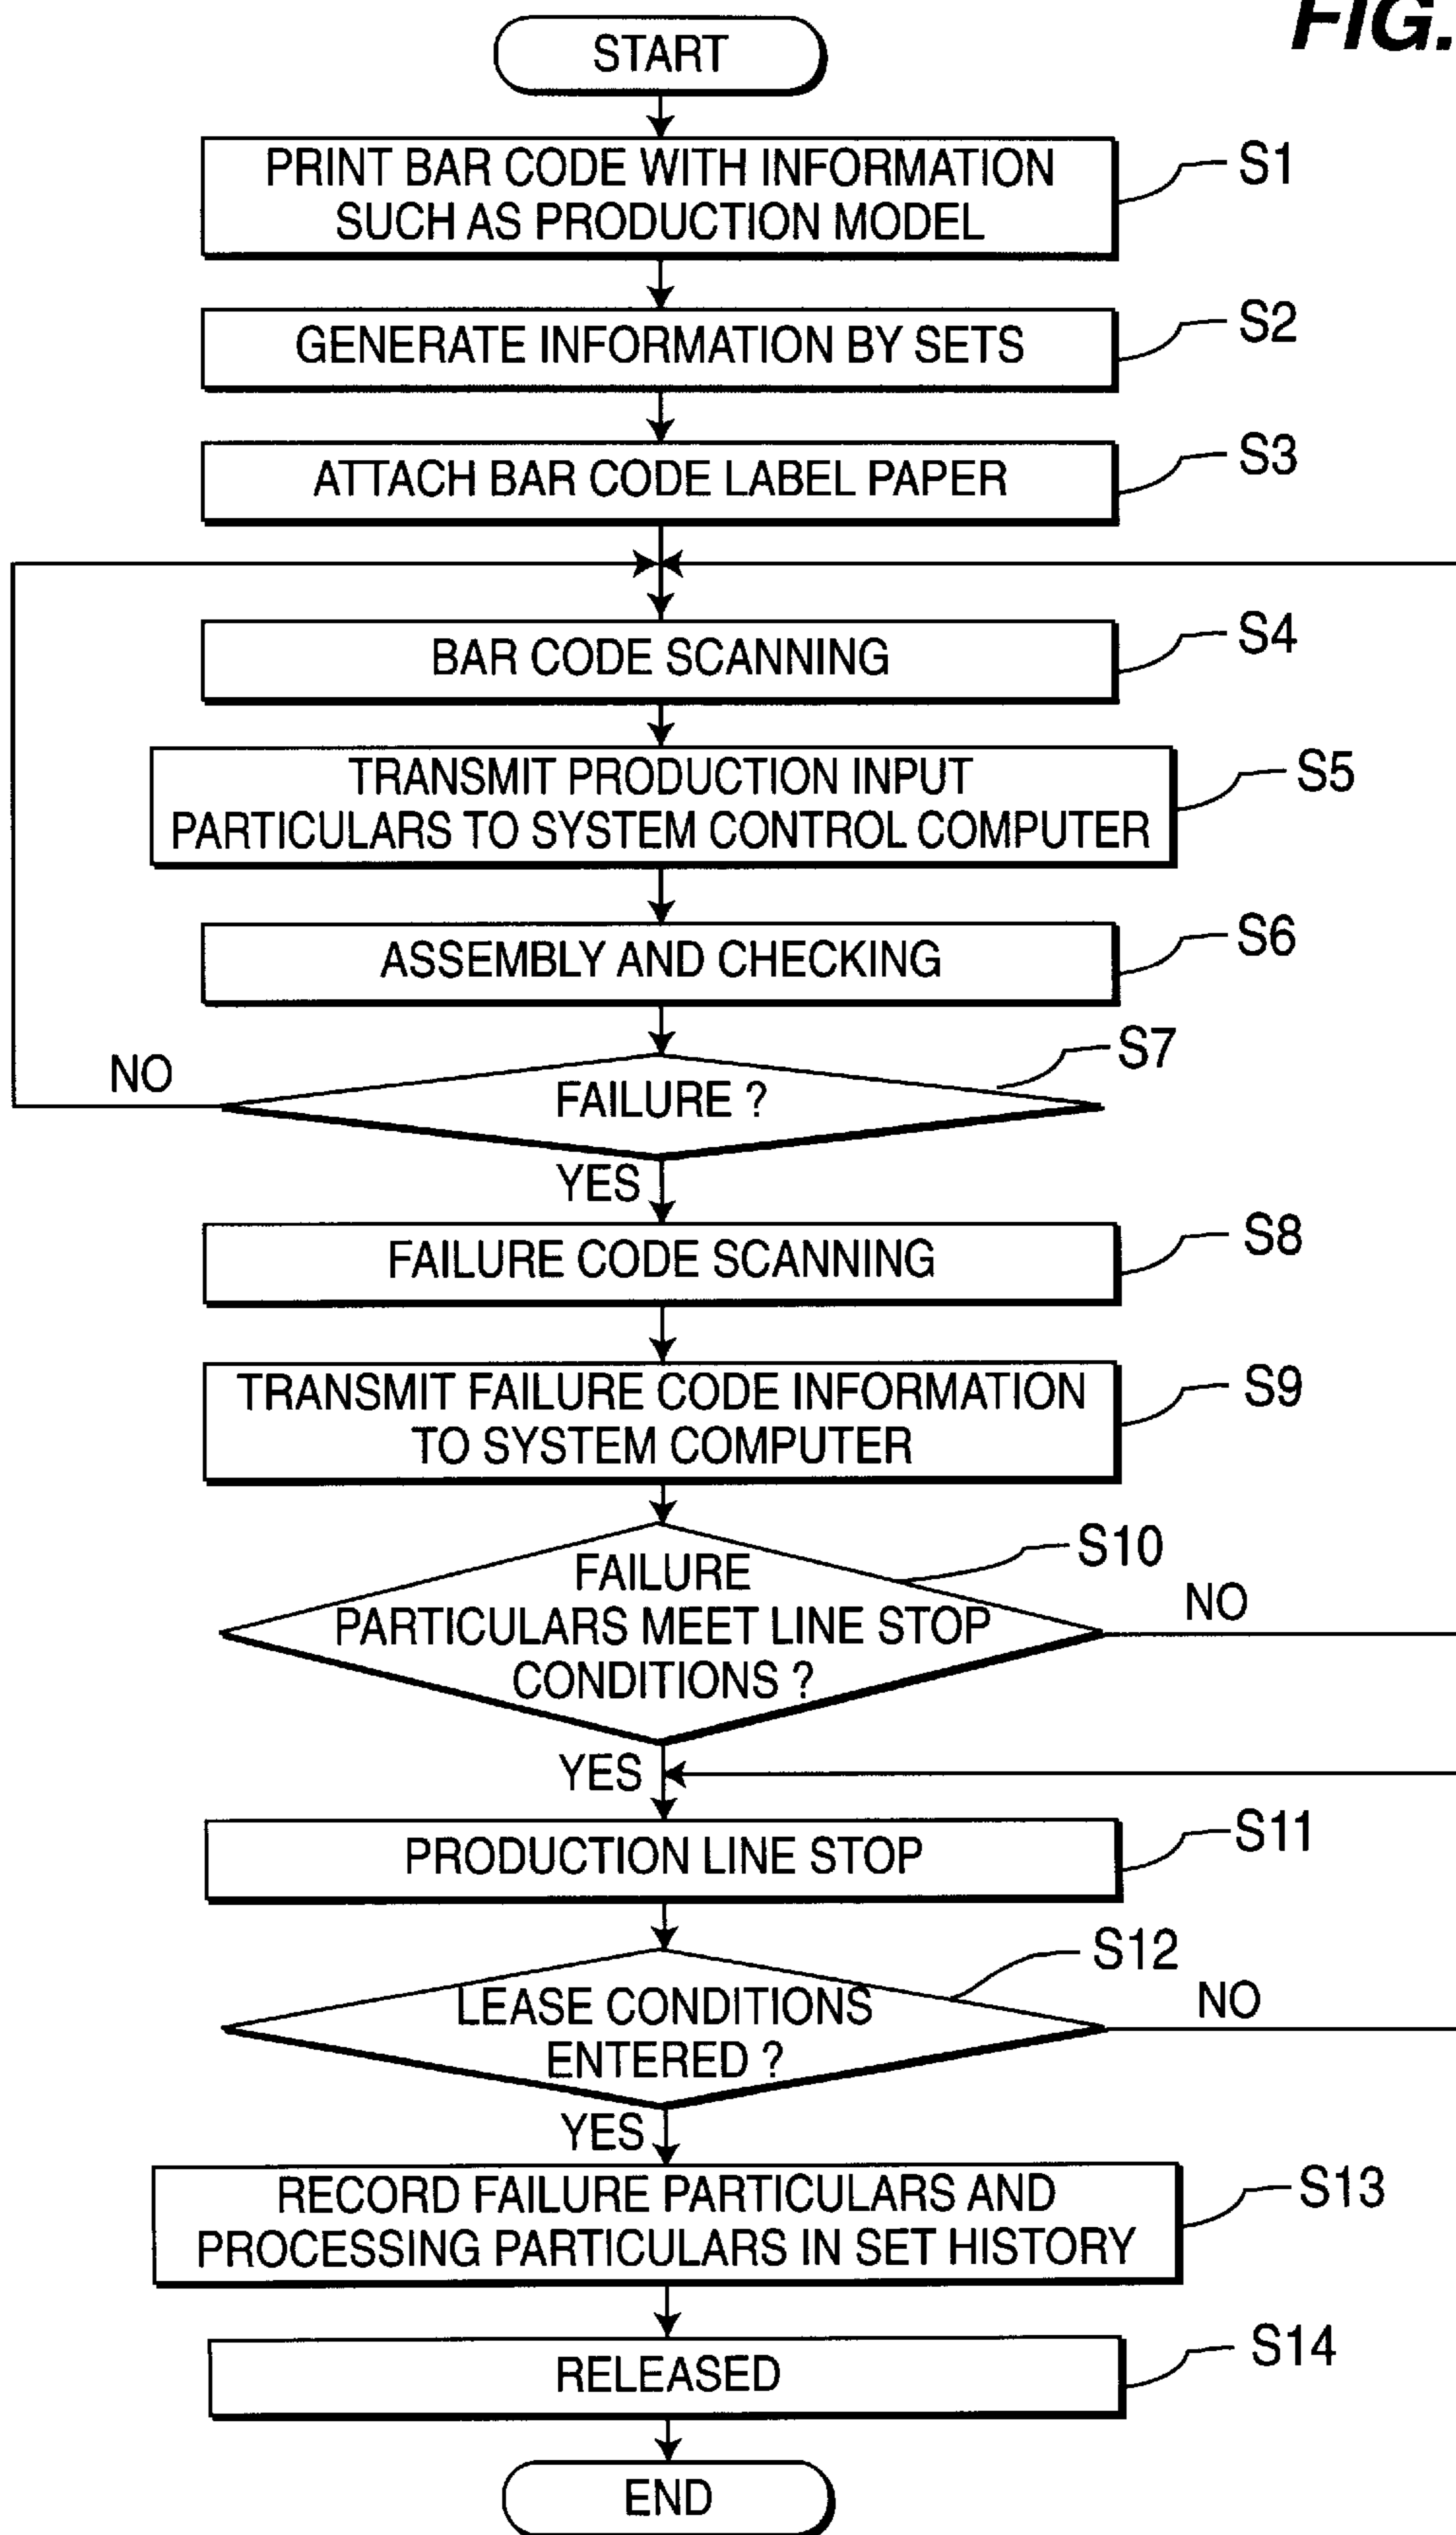 FIG.
START
PRINT BAR CODE WITH INFORMATION
SUCH AS PRODUCTION MODEL
S1
GENERATE INFORMATION BY SETS
S2
ATTACH BAR CODE LABEL PAPER
S3
BAR CODE SCANNING
S4
TRANSMIT PRODUCTION INPUT
PARTICULARS TO SYSTEM CONTROL COMPUTER
S5
ASSEMBLY AND CHECKING
S6
S7
NO
FAILURE ?
YES
FAILURE CODE SCANNING
S8
TRANSMIT FAILURE CODE INFORMATION
TO SYSTEM COMPUTER
S9
S10
FAILURE
PARTICULARS MEET LINE STOP
CONDITIONS ?
NO
YES
PRODUCTION LINE STOP
S11
S12
LEASE CONDITIONS
ENTERED ?
NO
YES
RECORD FAILURE PARTICULARS AND
PROCESSING PARTICULARS IN SET HISTORY
S13
RELEASED
S14
END